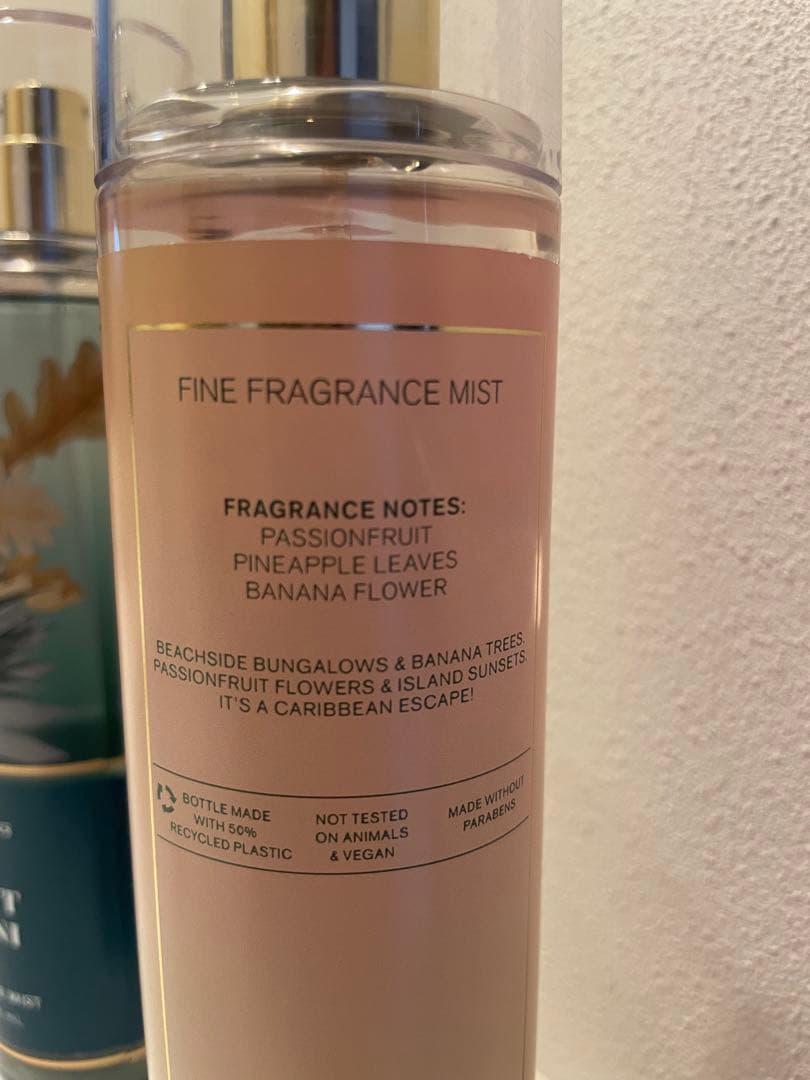 FINE FRAGRANCE MIST
FRAGRANCE NOTES:
PASSIONFRUIT
PINEAPPLE LEAVES
BANANA FLOWER
BEACHSIDE BUNGALOWS & BANANA TREES.
PASSIONFRUIT FLOWERS & ISLAND SUNSETS.
IT'S A CARIBBEAN ESCAPE!
BOTTLE MADE
WITH 50%
RECYCLED PLASTIC
NOT TESTED
ON ANIMALS
& VEGAN
MADE WITHOUT
PARABENS
MIST